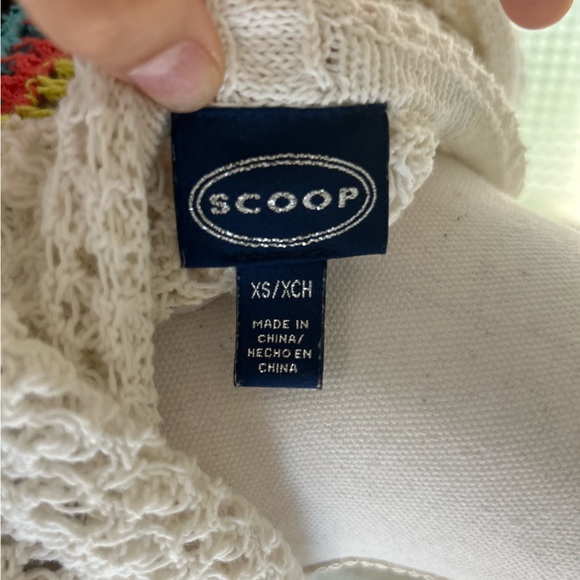 SCOOP
XS/XCH
MADE IN
CHINA/
HECHO EN
CHINA